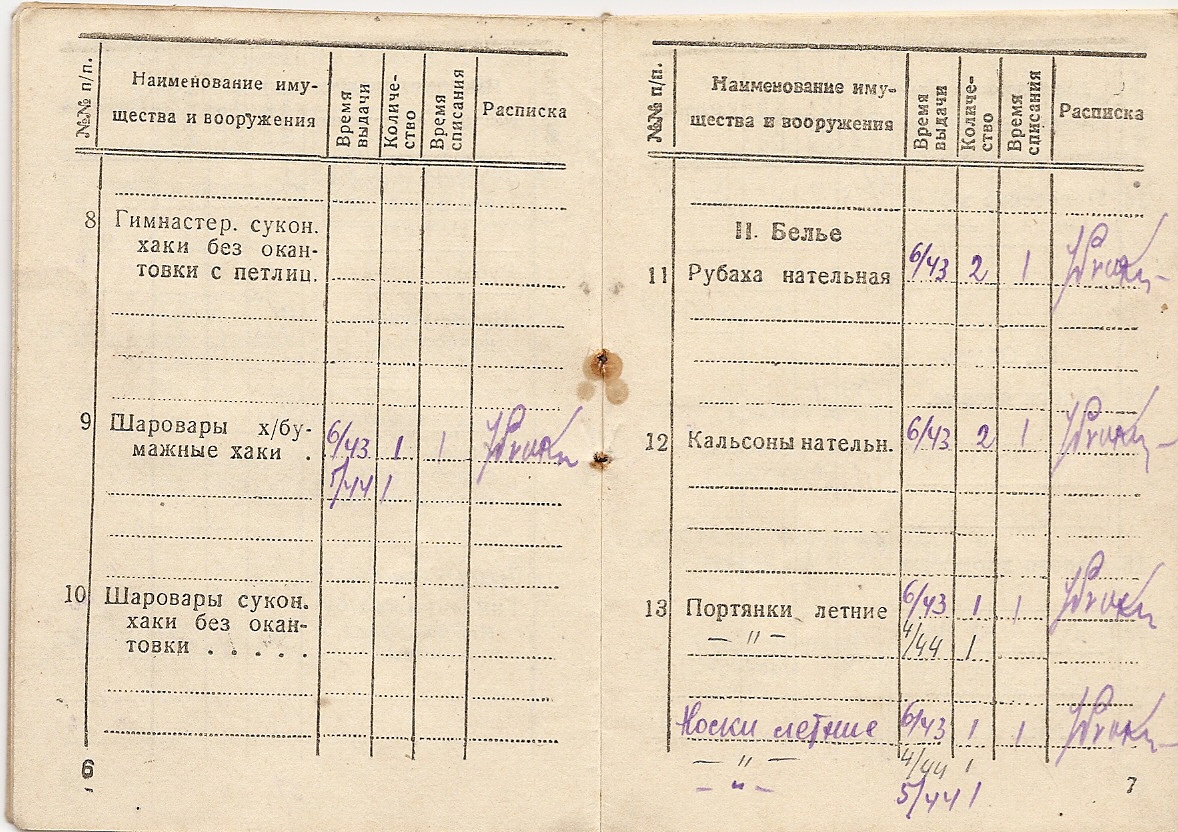 №№ п/п.
Наименование иму-
щества и вооружения
Время
выдачи
Количе-
ство
Время
списания
Расписка
8 Гимнастер. сукон.
хаки без окан-
товки с петлиц.
9 Шаровары х/бу-
мажные хаки . 6/43 1 1
/44 1
10 Шаровары сукон.
хаки без окан-
товки . . . . .
6
№№ п/п.
Наименование иму-
щества и вооружения
Время
выдачи
Количе-
ство
Время
списания
Расписка
II. Белье
11 Рубаха нательная 6/43 2 1
12 Кальсоны нательн. 6/43 2 1
13 Портянки летние 6/43 1 1
— " — 4/44 1
Носки летние 6/43 1 1
— " — 4/44 1
— " — 5/44 1
7